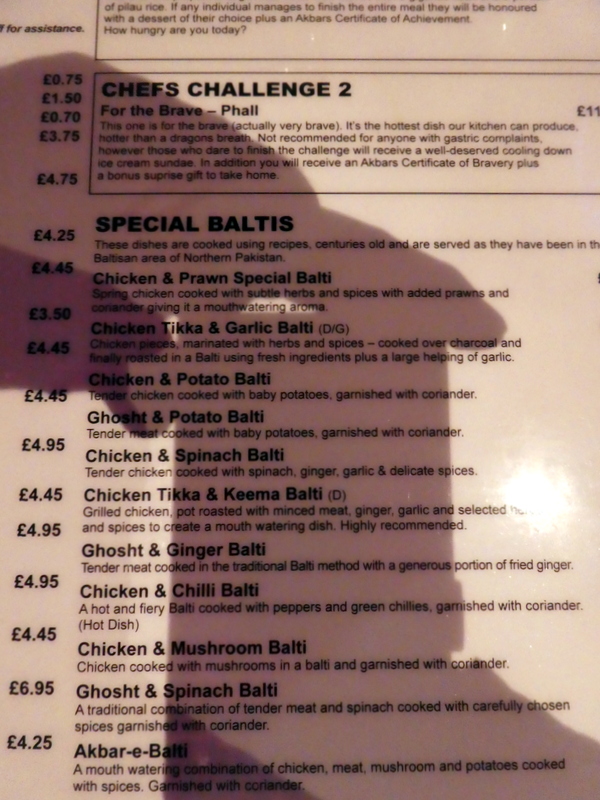 of pilau rice. If any individual manages to finish the entire meal they will be honoured
with a dessert of their choice plus an Akbars Certificate of Achievement.
How hungry are you today?
for assistance.
£0.75
£1.50
£0.70
£3.75
£4.75
£4.25
£4.45
£3.50
£4.45
£4.45
£4.95
£4.45
£4.95
£4.95
£4.45
£6.95
£4.25
CHEFS CHALLENGE 2
For the Brave – Phall £11
This one is for the brave (actually very brave). It's the hottest dish our kitchen can produce,
hotter than a dragons breath. Not recommended for anyone with gastric complaints,
however those who dare to finish the challenge will receive a well-deserved cooling down
ice cream sundae. In addition you will receive an Akbars Certificate of Bravery plus
a bonus suprise gift to take home.
SPECIAL BALTIS
These dishes are cooked using recipes, centuries old and are served as they have been in th
Baltisan area of Northern Pakistan.
Chicken & Prawn Special Balti
Spring chicken cooked with subtle herbs and spices with added prawns and
coriander giving it a mouthwatering aroma.
Chicken Tikka & Garlic Balti (D/G)
Chicken pieces, marinated with herbs and spices – cooked over charcoal and
finally roasted in a Balti using fresh ingredients plus a large helping of garlic.
Chicken & Potato Balti
Tender chicken cooked with baby potatoes, garnished with coriander.
Ghosht & Potato Balti
Tender meat cooked with baby potatoes, garnished with coriander.
Chicken & Spinach Balti
Tender chicken cooked with spinach, ginger, garlic & delicate spices.
Chicken Tikka & Keema Balti (D)
Grilled chicken, pot roasted with minced meat, ginger, garlic and selected
and spices to create a mouth watering dish. Highly recommended.
Ghosht & Ginger Balti
Tender meat cooked in the traditional Balti method with a generous portion of fried ginger.
Chicken & Chilli Balti
A hot and fiery Balti cooked with peppers and green chillies, garnished with coriander.
(Hot Dish)
Chicken & Mushroom Balti
Chicken cooked with mushrooms in a balti and garnished with coriander.
Ghosht & Spinach Balti
A traditional combination of tender meat and spinach cooked with carefully chosen
spices garnished with coriander.
Akbar-e-Balti
A mouth watering combination of chicken, meat, mushroom and potatoes cooked
with spices. Garnished with coriander.